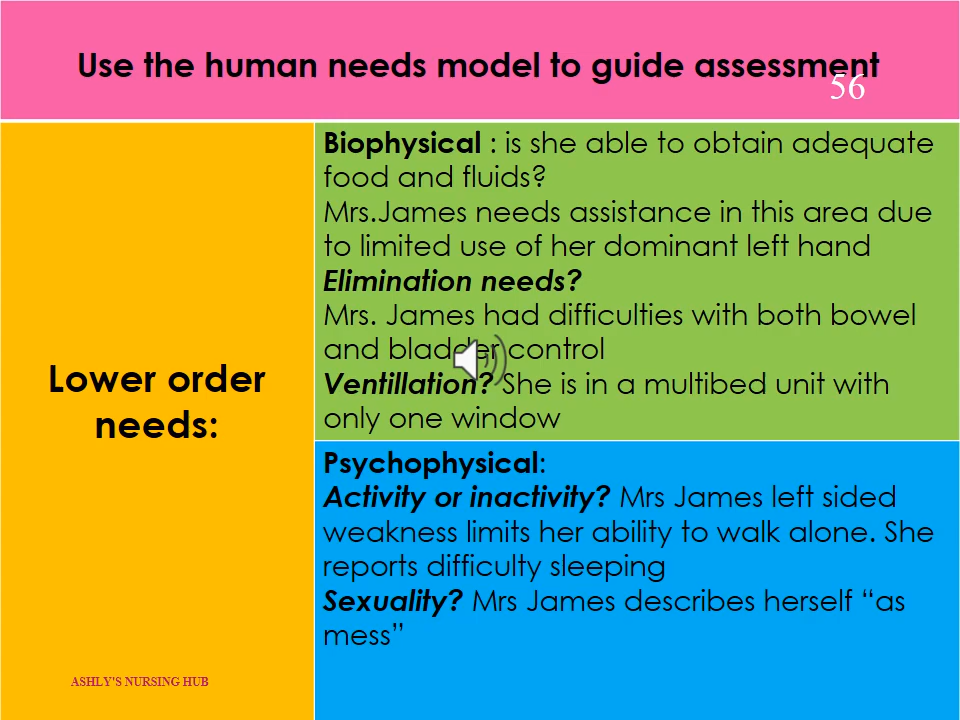 Use the human needs model to guide assessment
56
Lower order
needs:
Biophysical : is she able to obtain adequate
food and fluids?
Mrs.James needs assistance in this area due
to limited use of her dominant left hand
Elimination needs?
Mrs. James had difficulties with both bowel
and bladder control
Ventillation? She is in a multibed unit with
only one window
Psychophysical:
Activity or inactivity? Mrs James left sided
weakness limits her ability to walk alone. She
reports difficulty sleeping
Sexuality? Mrs James describes herself “as
mess”
ASHLY'S NURSING HUB